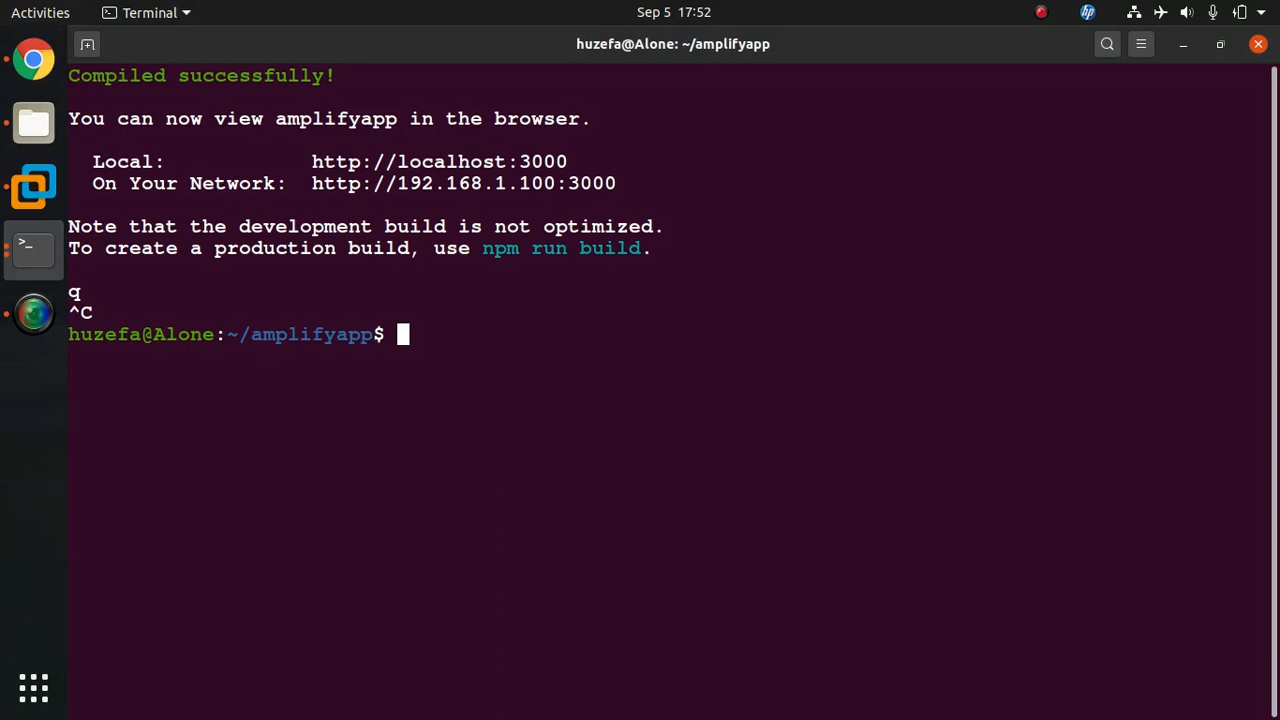 Activities
Terminal
Sep 5 17:52
huzefa@Alone: ~/amplifyapp
Compiled successfully!
You can now view amplifyapp in the browser.
Local: http://localhost:3000
On Your Network: http://192.168.1.100:3000
Note that the development build is not optimized.
To create a production build, use npm run build.
q
^C
huzefa@Alone:~/amplifyapp$